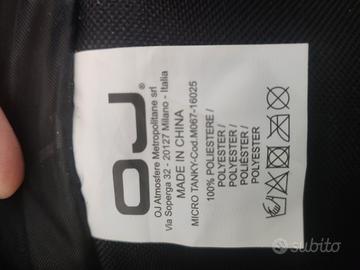 OJ®
OJ Atmosfere Metropolitane srl
Via Soperga 32 - 20127 Milano - Italia
MADE IN CHINA
MICRO TANKY-Cod.M067-16025
100% POLIESTERE /
POLYESTER /
POLYESTER /
POLIÉSTER /
POLYESTER
subito